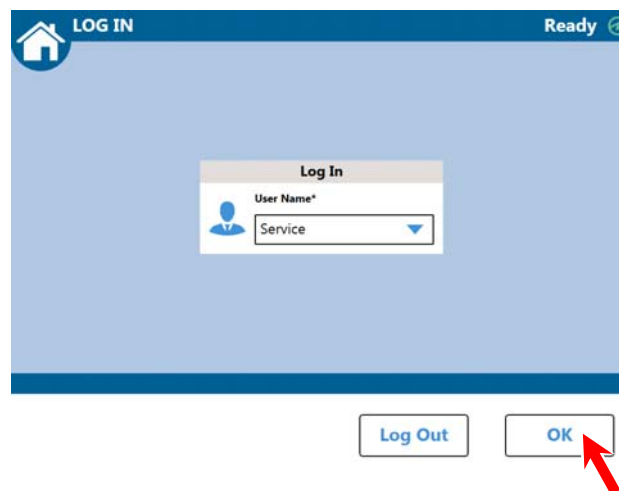 LOG IN
Ready
Log In
User Name*
Service
Log Out
OK